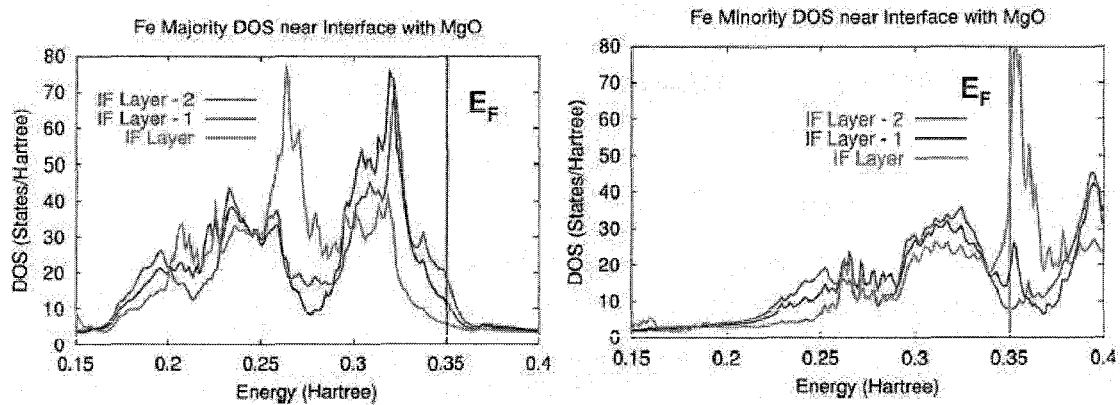 Fe Majority DOS near Interface with MgO
DOS (States/Hartree)
80
70
60
50
40
30
20
10
0
IF Layer - 2
IF Layer - 1
IF Layer
E_F
0.15
0.2
0.25
0.3
0.35
0.4
Energy (Hartree)
Fe Minority DOS near Interface with MgO
DOS (States/Hartree)
80
70
60
50
40
30
20
10
0
IF Layer - 2
IF Layer - 1
IF Layer
E_F
0.15
0.2
0.25
0.3
0.35
0.4
Energy (Hartree)